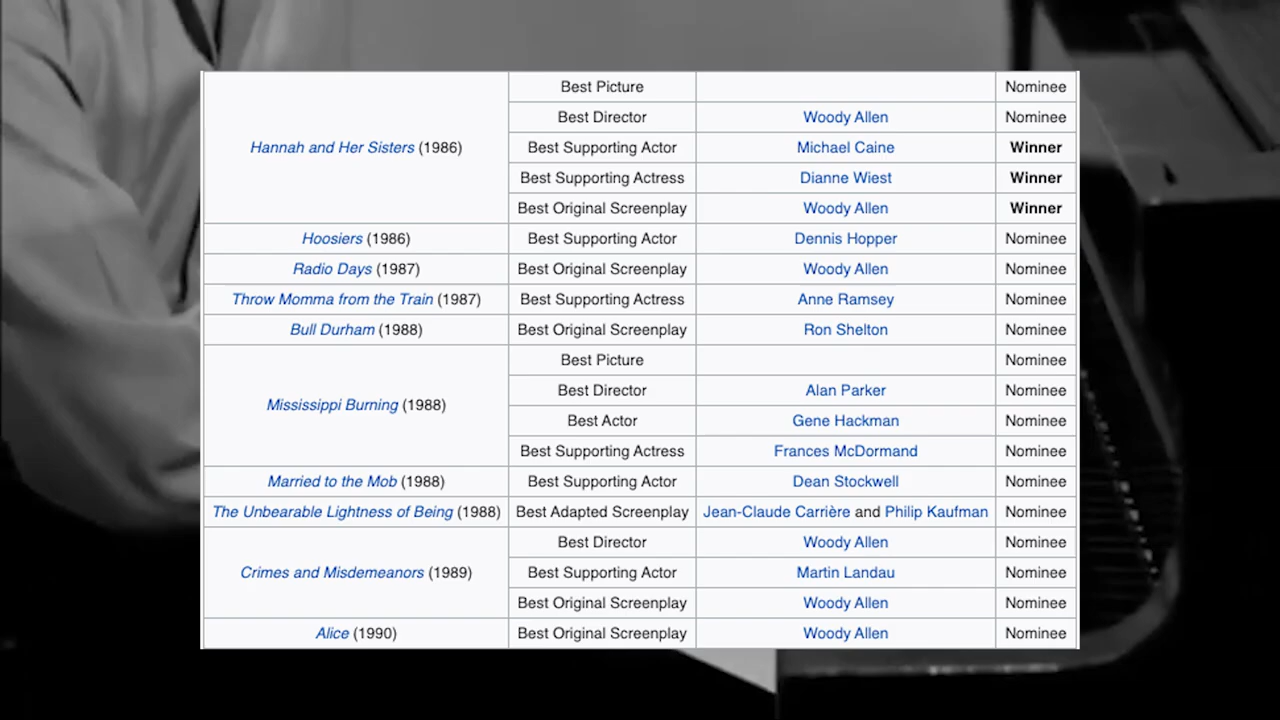 Best Picture Nominee
Best Director Woody Allen Nominee
Hannah and Her Sisters (1986) Best Supporting Actor Michael Caine Winner
Best Supporting Actress Dianne Wiest Winner
Best Original Screenplay Woody Allen Winner
Hoosiers (1986) Best Supporting Actor Dennis Hopper Nominee
Radio Days (1987) Best Original Screenplay Woody Allen Nominee
Throw Momma from the Train (1987) Best Supporting Actress Anne Ramsey Nominee
Bull Durham (1988) Best Original Screenplay Ron Shelton Nominee
Best Picture Nominee
Best Director Alan Parker Nominee
Mississippi Burning (1988)
Best Actor Gene Hackman Nominee
Best Supporting Actress Frances McDormand Nominee
Married to the Mob (1988) Best Supporting Actor Dean Stockwell Nominee
The Unbearable Lightness of Being (1988) Best Adapted Screenplay Jean-Claude Carrière and Philip Kaufman Nominee
Best Director Woody Allen Nominee
Crimes and Misdemeanors (1989) Best Supporting Actor Martin Landau Nominee
Best Original Screenplay Woody Allen Nominee
Alice (1990) Best Original Screenplay Woody Allen Nominee